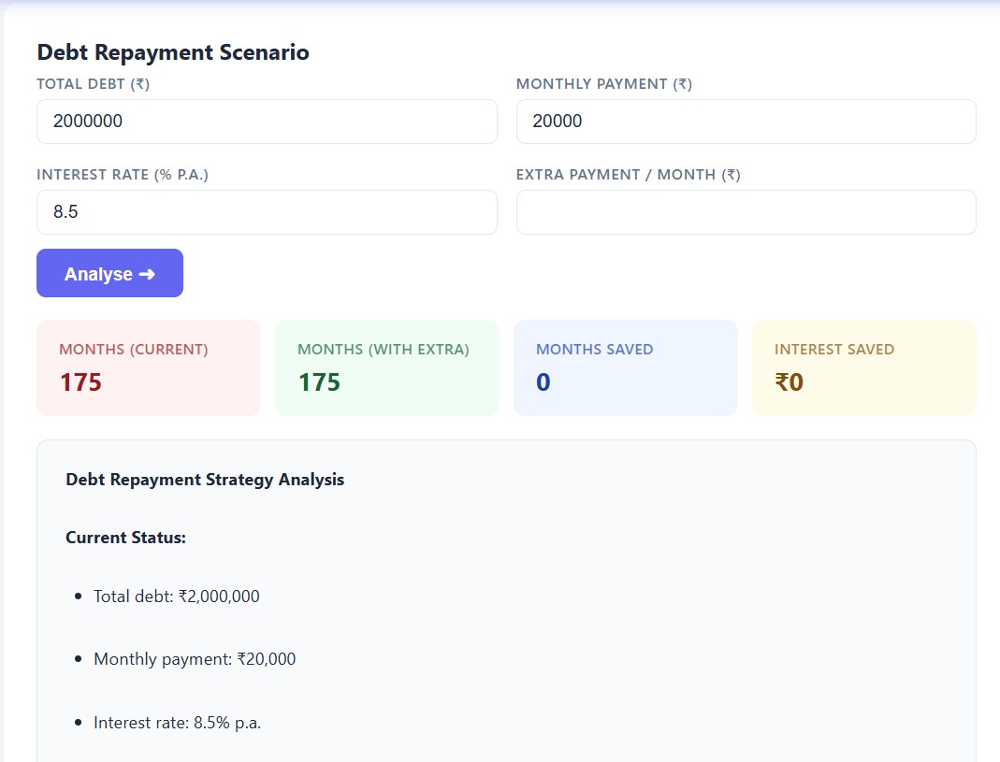 Debt Repayment Scenario
TOTAL DEBT (₹)
MONTHLY PAYMENT (₹)
2000000
20000
INTEREST RATE (% P.A.)
EXTRA PAYMENT / MONTH (₹)
8.5
Analyse ➜
MONTHS (CURRENT)
175
MONTHS (WITH EXTRA)
175
MONTHS SAVED
0
INTEREST SAVED
₹0
Debt Repayment Strategy Analysis
Current Status:
• Total debt: ₹2,000,000
• Monthly payment: ₹20,000
• Interest rate: 8.5% p.a.